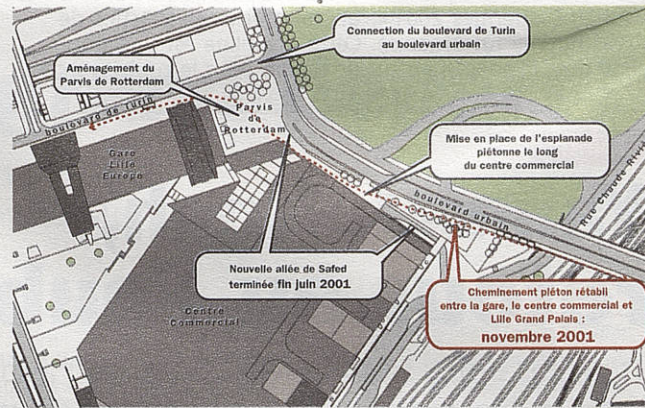 Connection du boulevard de Turin
au boulevard urbain
Aménagement du
Parvis de Rotterdam
boulevard de Turin
Parvis
de
Rotterdam
Gare
Lille
Europe
Mise en place de l'esplanade
piétonne le long
du centre commercial
boulevard urbain
Rue Chaude Riviè
Nouvelle allée de Safed
terminée fin juin 2001
Centre
Commercial
Cheminement piéton rétabli
entre la gare, le centre commercial et
Lille Grand Palais :
novembre 2001